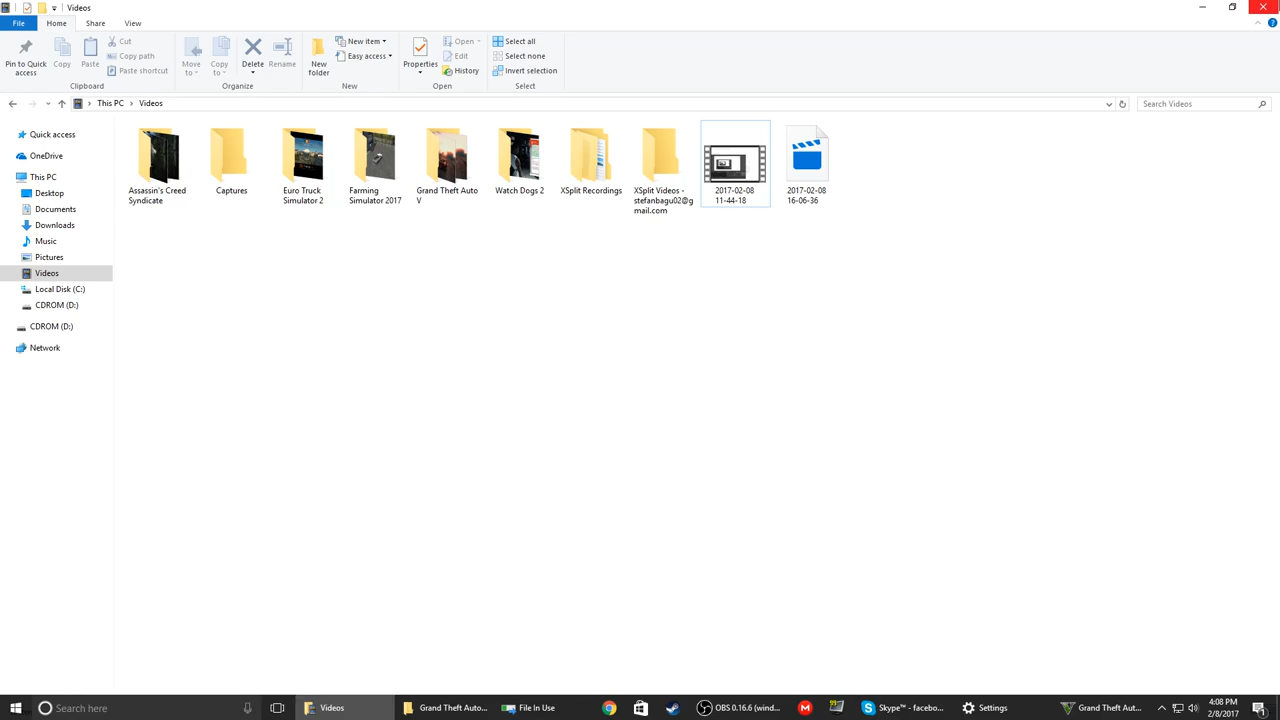 Videos
File Home Share View
Pin to Quick access
Copy
Paste
Cut
Copy path
Paste shortcut
Clipboard
Move to
Copy to
Delete
Rename
Organize
New folder
New item
Easy access
New
Properties
Open
Edit
History
Open
Select all
Select none
Invert selection
Select
This PC > Videos
Search Videos
Quick access
OneDrive
This PC
Desktop
Documents
Downloads
Music
Pictures
Videos
Local Disk (C:)
CDROM (D:)
CDROM (D:)
Network
Assassin's Creed
Syndicate
Captures
Euro Truck
Simulator 2
Farming
Simulator 2017
Grand Theft Auto
V
Watch Dogs 2
XSplit Recordings
XSplit Videos -
stefanbagu02@g
mail.com
2017-02-08
11-44-18
2017-02-08
16-06-36
Search here
Videos
Grand Theft Auto...
File In Use
OBS 0.16.6 (wind...
Skype™ - facebo...
Settings
Grand Theft Aut...
4:08 PM
2/8/2017